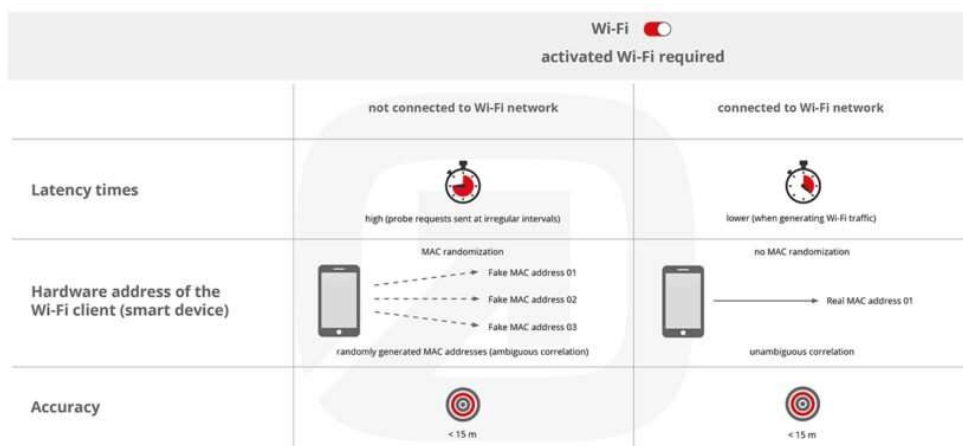 Wi-Fi
activated Wi-Fi required
not connected to Wi-Fi network
connected to Wi-Fi network
Latency times
high (probe requests sent at irregular intervals)
lower (when generating Wi-Fi traffic)
Hardware address of the
Wi-Fi client (smart device)
MAC randomization
Fake MAC address 01
Fake MAC address 02
Fake MAC address 03
randomly generated MAC addresses (ambiguous correlation)
no MAC randomization
Real MAC address 01
unambiguous correlation
Accuracy
< 15 m
< 15 m